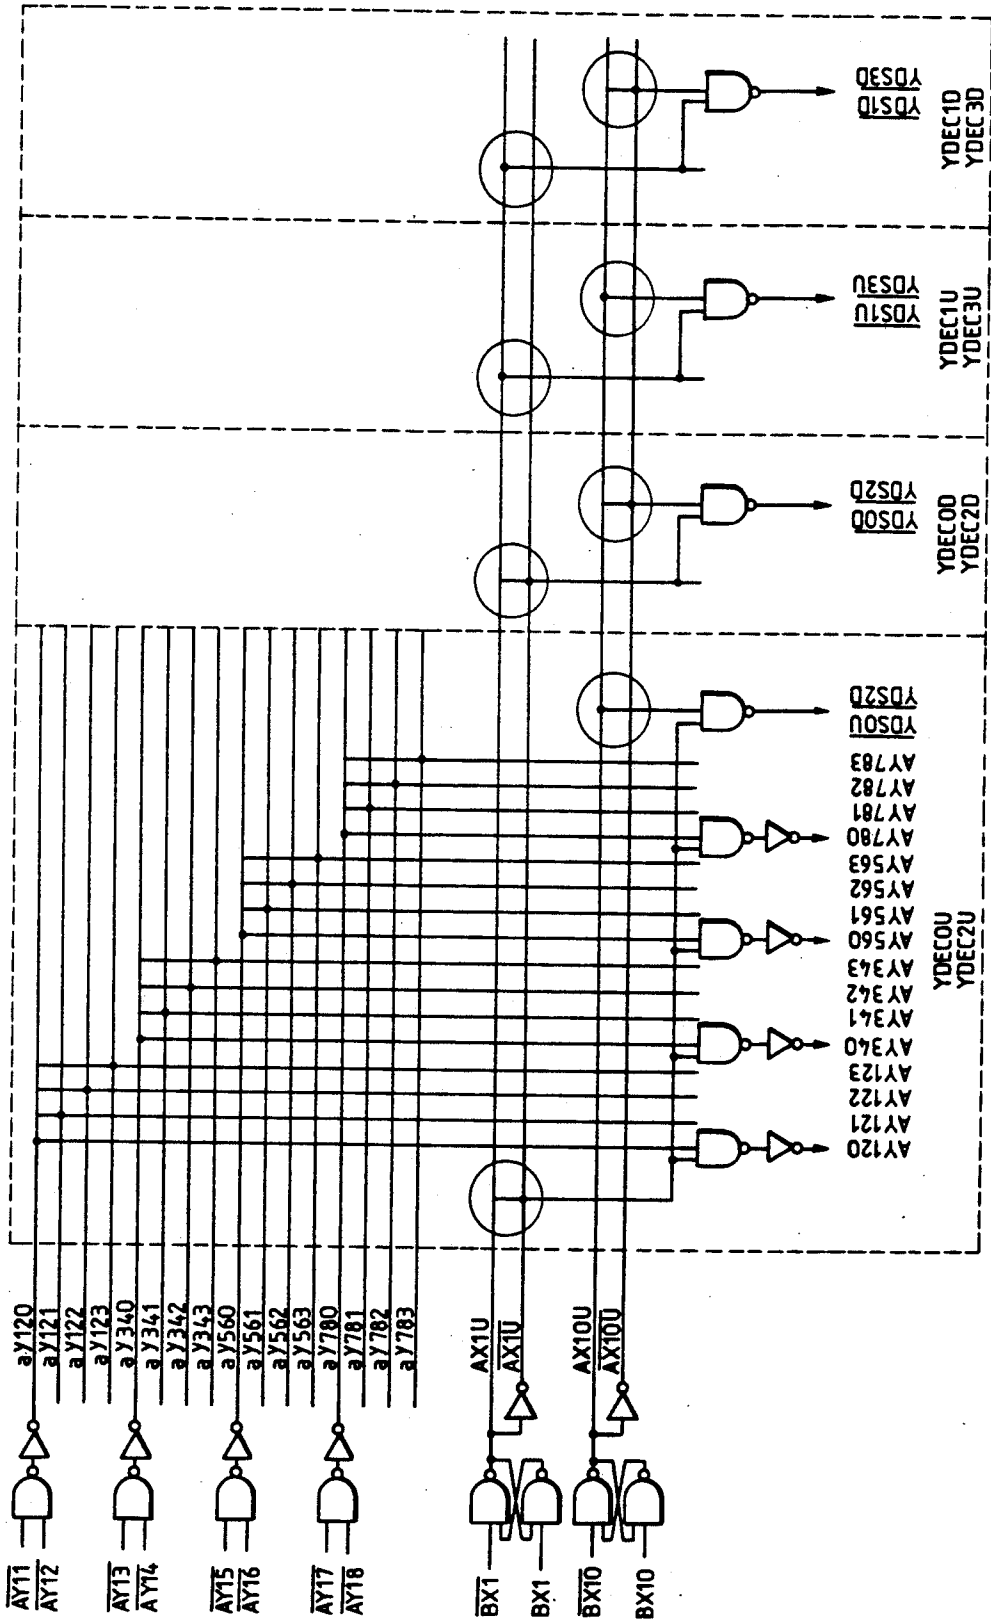 YDS3D
YDS1D
YDEC1D
YDEC3D
YDS3U
YDS1U
YDEC1U
YDEC3U
YDS2D
YDS0D
YDEC0D
YDEC2D
YDS2D
YDS0U
AY783
AY782
AY781
AY780
AY563
AY562
AY561
AY560
AY343
AY342
AY341
AY340
AY123
AY122
AY121
AY120
YDEC0U
YDEC2U
aY120
aY121
aY122
aY123
aY340
aY341
aY342
aY343
aY560
aY561
aY562
aY563
aY780
aY781
aY782
aY783
AX1U
AX1U
AX10U
AX10U
AY11
AY12
AY13
AY14
AY15
AY16
AY17
AY18
BX1
BX1
BX10
BX10